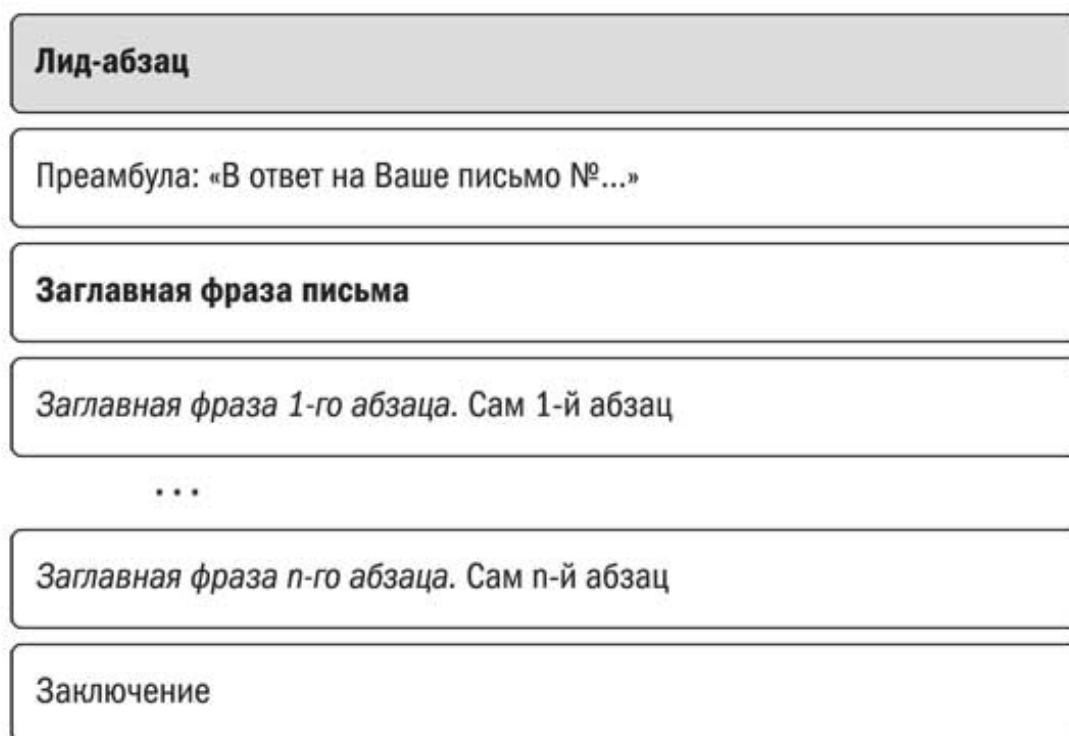 Лид-абзац
Преамбула: «В ответ на Ваше письмо №...»
Заглавная фраза письма
Заглавная фраза 1-го абзаца. Сам 1-й абзац
...
Заглавная фраза n-го абзаца. Сам n-й абзац
Заключение